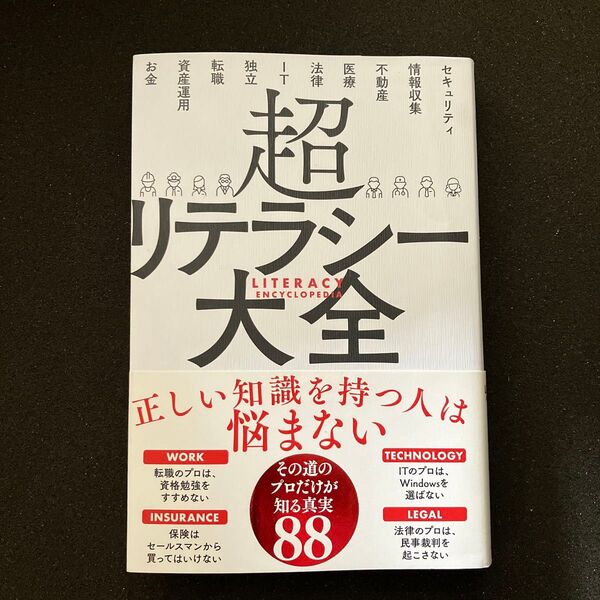 セキュリティ
情報収集
不動産
医療
法律
IT
独立
転職
資産運用
お金
超
リテラシー
大全
LITERACY
ENCYCLOPEDIA
正しい知識を持つ人は
悩まない
WORK
転職のプロは、
資格勉強を
すすめない
INSURANCE
保険は
セールスマンから
買ってはいけない
その道の
プロだけが
知る真実
88
TECHNOLOGY
ITのプロは、
Windowsを
選ばない
LEGAL
法律のプロは、
民事裁判を
起こさない